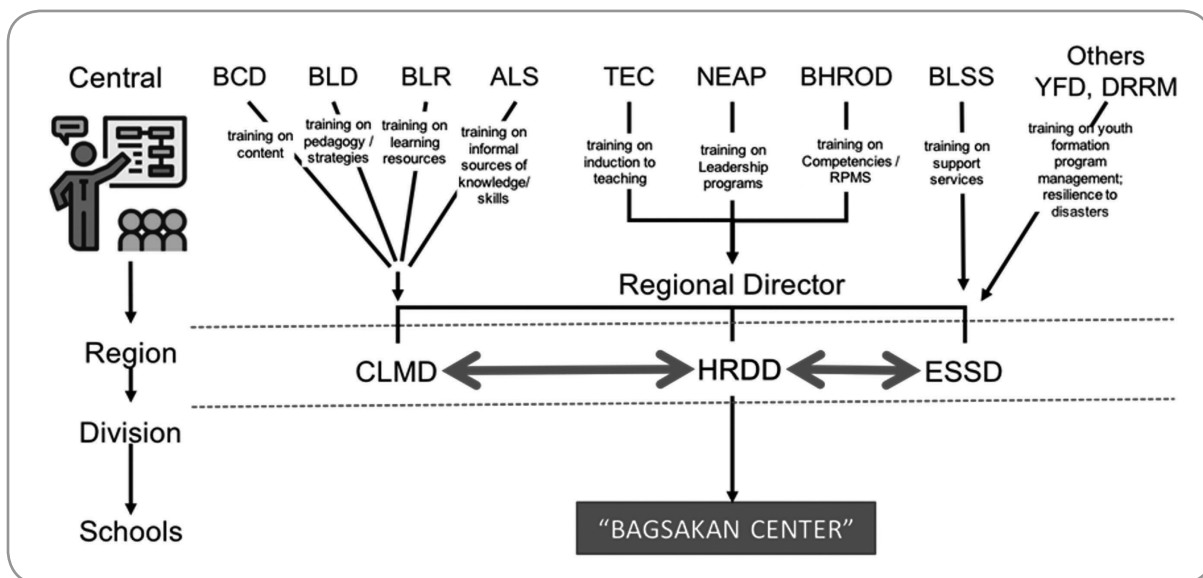 Central
BCD
BLD
BLR
ALS
TEC
NEAP
BHROD
BLSS
Others
YFD, DRRM
training on
content
training on
pedagogy /
strategies
training on
learning
resources
training on
informal
sources of
knowledge/
skills
training on
induction to
teaching
training on
Leadership
programs
training on
Competencies /
RPMS
training on
support
services
training on youth
formation
program
management;
resilience to
disasters
Regional Director
Region
CLMD
HRDD
ESSD
Division
Schools
“BAGSAKAN CENTER”